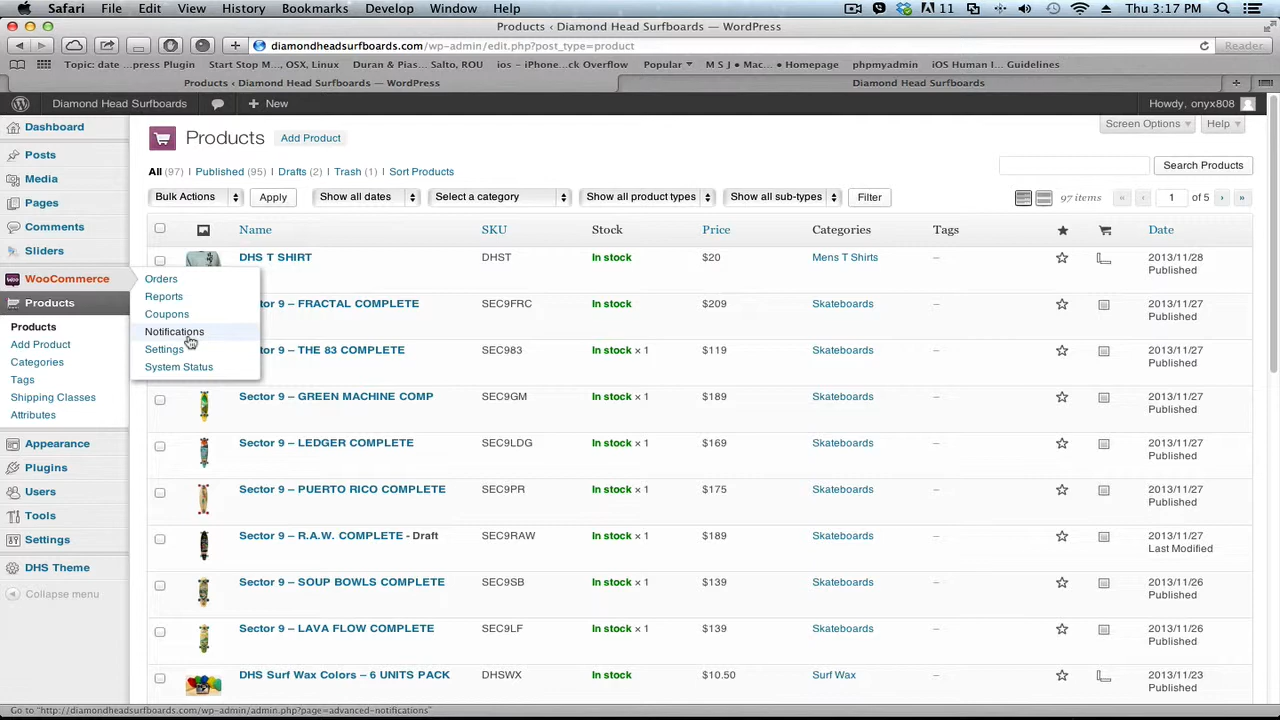 Safari File Edit View History Bookmarks Develop Window Help 11 Thu 3:17 PM
Products ‹ Diamond Head Surfboards — WordPress
diamondheadsurfboards.com/wp-admin/edit.php?post_type=product Reader
Topic: date ...press Plugin Start Stop M..., OSX, Linux Duran & Pias... Salto, ROU ios - iPhone...ck Overflow Popular M S J • Mac... • Homepage phpmyadmin iOS Human I... Guidelines
Products ‹ Diamond Head Surfboards — WordPress Diamond Head Surfboards
Diamond Head Surfboards + New Howdy, onyx808
Screen Options Help
Dashboard
Posts
Media
Pages
Comments
Sliders
WooCommerce
Products
Products
Add Product
Categories
Tags
Shipping Classes
Attributes
Appearance
Plugins
Users
Tools
Settings
DHS Theme
Collapse menu
Orders
Reports
Coupons
Notifications
Settings
System Status
Products Add Product
All (97) | Published (95) | Drafts (2) | Trash (1) | Sort Products
Search Products
Bulk Actions Apply Show all dates Select a category Show all product types Show all sub-types Filter 97 items « ‹ 1 of 5 › »
Name SKU Stock Price Categories Tags Date
DHS T SHIRT DHST In stock $20 Mens T Shirts – 2013/11/28
Published
or 9 – FRACTAL COMPLETE SEC9FRC In stock $209 Skateboards – 2013/11/27
Published
or 9 – THE 83 COMPLETE SEC983 In stock × 1 $119 Skateboards – 2013/11/27
Published
Sector 9 – GREEN MACHINE COMP SEC9GM In stock × 1 $189 Skateboards – 2013/11/27
Published
Sector 9 – LEDGER COMPLETE SEC9LDG In stock × 1 $169 Skateboards – 2013/11/27
Published
Sector 9 – PUERTO RICO COMPLETE SEC9PR In stock × 1 $175 Skateboards – 2013/11/27
Published
Sector 9 – R.A.W. COMPLETE - Draft SEC9RAW In stock × 1 $189 Skateboards – 2013/11/27
Last Modified
Sector 9 – SOUP BOWLS COMPLETE SEC9SB In stock × 1 $139 Skateboards – 2013/11/26
Published
Sector 9 – LAVA FLOW COMPLETE SEC9LF In stock × 1 $139 Skateboards – 2013/11/26
Published
DHS Surf Wax Colors – 6 UNITS PACK DHSWX In stock $10.50 Surf Wax – 2013/11/23
Published
Go to "http://diamondheadsurfboards.com/wp-admin/admin.php?page=advanced-notifications"